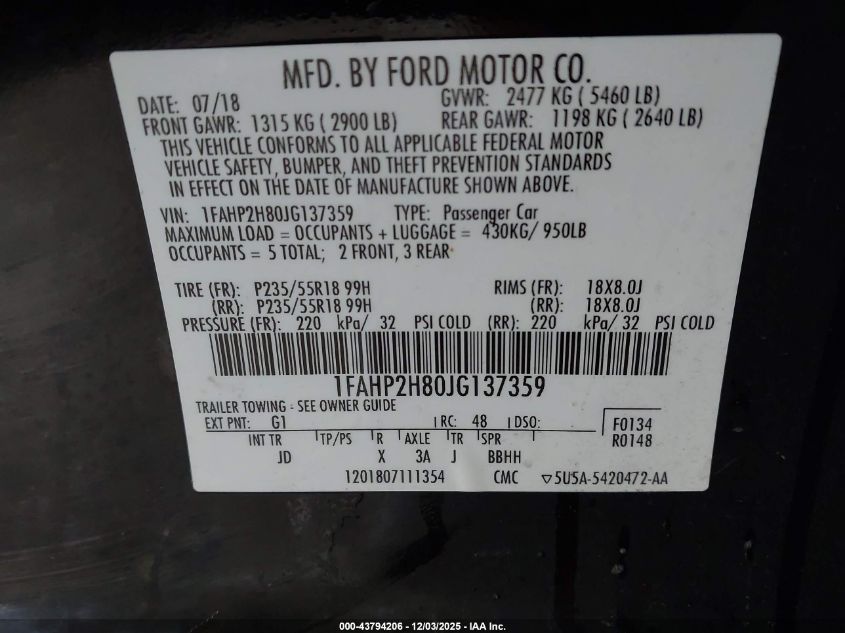 MFD. BY FORD MOTOR CO.
DATE: 07/18 GVWR: 2477 KG ( 5460 LB)
FRONT GAWR: 1315 KG ( 2900 LB) REAR GAWR: 1198 KG ( 2640 LB)
THIS VEHICLE CONFORMS TO ALL APPLICABLE FEDERAL MOTOR
VEHICLE SAFETY, BUMPER, AND THEFT PREVENTION STANDARDS
IN EFFECT ON THE DATE OF MANUFACTURE SHOWN ABOVE.
VIN: 1FAHP2H80JG137359 TYPE: Passenger Car
MAXIMUM LOAD = OCCUPANTS + LUGGAGE = 430KG/ 950LB
OCCUPANTS = 5 TOTAL; 2 FRONT, 3 REAR
TIRE (FR): P235/55R18 99H RIMS (FR): 18X8.0J
(RR): P235/55R18 99H (RR): 18X8.0J
PRESSURE (FR): 220 kPa/ 32 PSI COLD (RR): 220 kPa/ 32 PSI COLD
1FAHP2H80JG137359
TRAILER TOWING - SEE OWNER GUIDE
EXT PNT: G1 RC: 48 DSO: F0134
INT TR TP/PS R AXLE TR SPR R0148
JD X 3A J BBHH
1201807111354 CMC ▽5U5A-5420472-AA
000-43794206 - 12/03/2025 - IAA Inc.